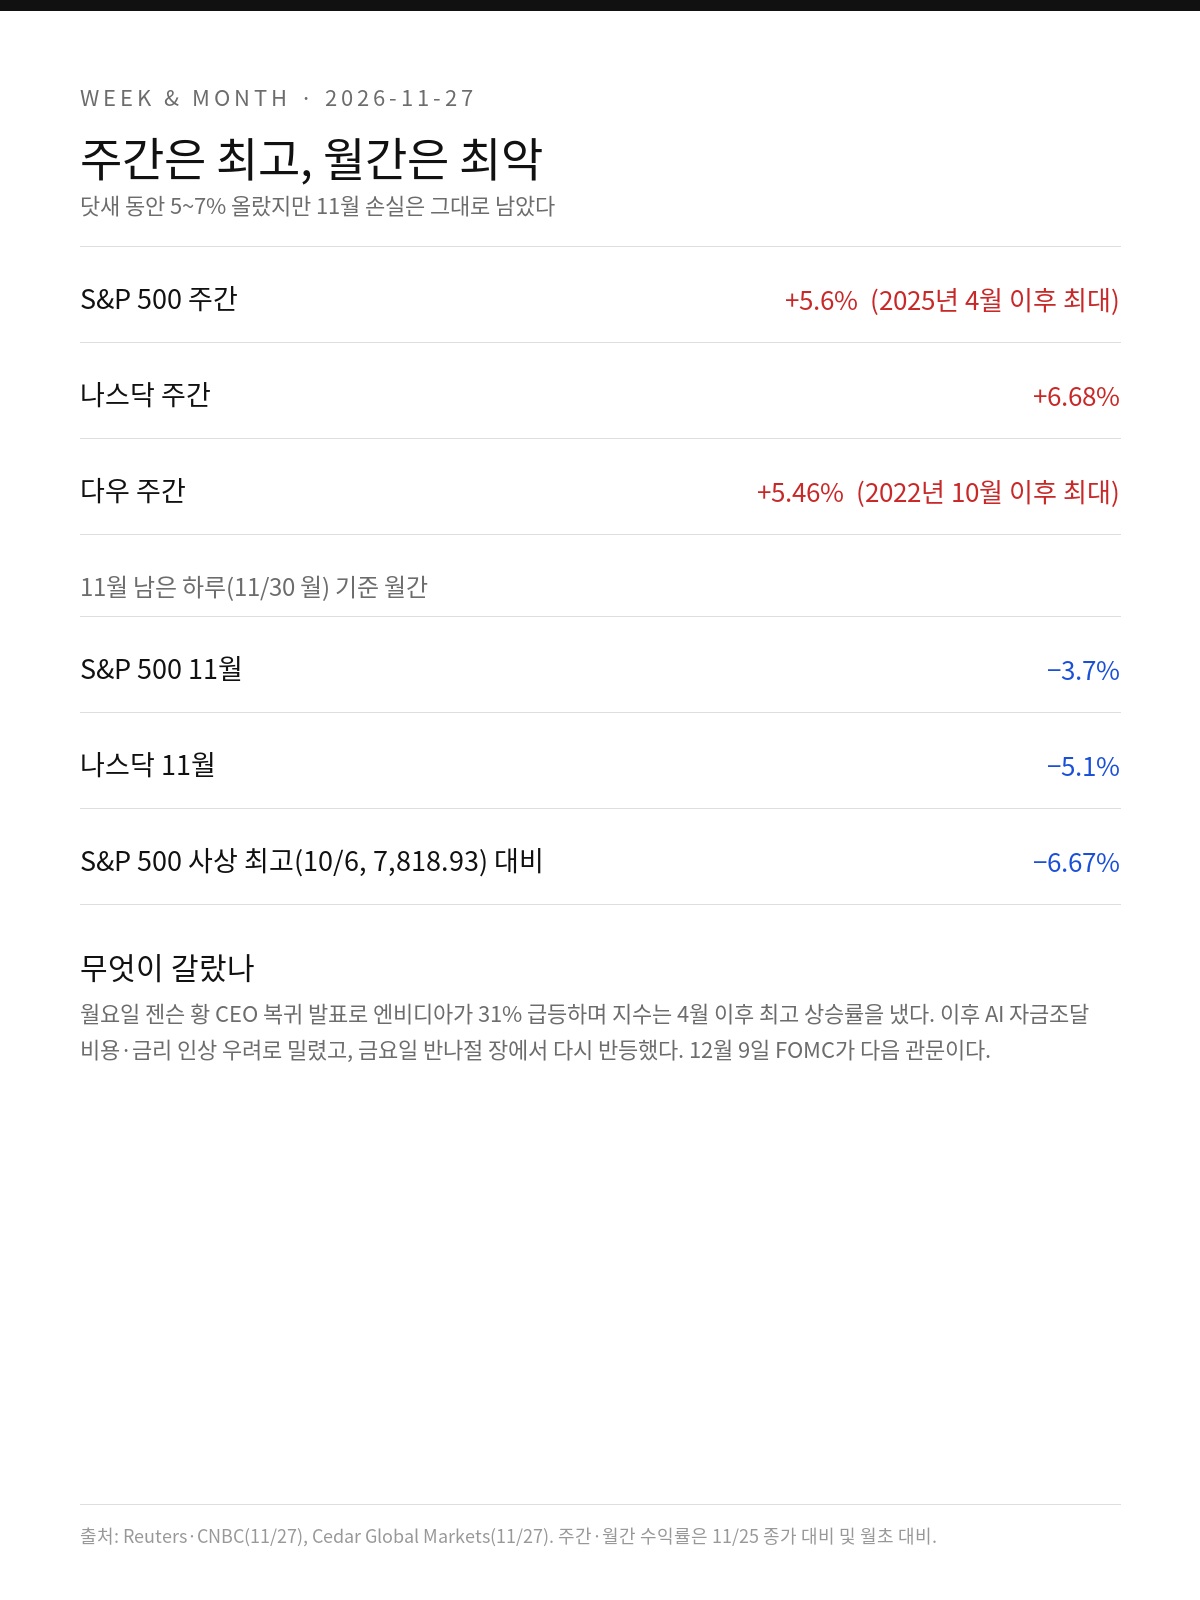 WEEK & MONTH · 2026-11-27
주간은 최고, 월간은 최악
닷새 동안 5~7% 올랐지만 11월 손실은 그대로 남았다
S&P 500 주간 +5.6% (2025년 4월 이후 최대)
나스닥 주간 +6.68%
다우 주간 +5.46% (2022년 10월 이후 최대)
11월 남은 하루(11/30 월) 기준 월간
S&P 500 11월 −3.7%
나스닥 11월 −5.1%
S&P 500 사상 최고(10/6, 7,818.93) 대비 −6.67%
무엇이 갈랐나
월요일 젠슨 황 CEO 복귀 발표로 엔비디아가 31% 급등하며 지수는 4월 이후 최고 상승률을 냈다. 이후 AI 자금조달
비용·금리 인상 우려로 밀렸고, 금요일 반나절 장에서 다시 반등했다. 12월 9일 FOMC가 다음 관문이다.
출처: Reuters·CNBC(11/27), Cedar Global Markets(11/27). 주간·월간 수익률은 11/25 종가 대비 및 월초 대비.